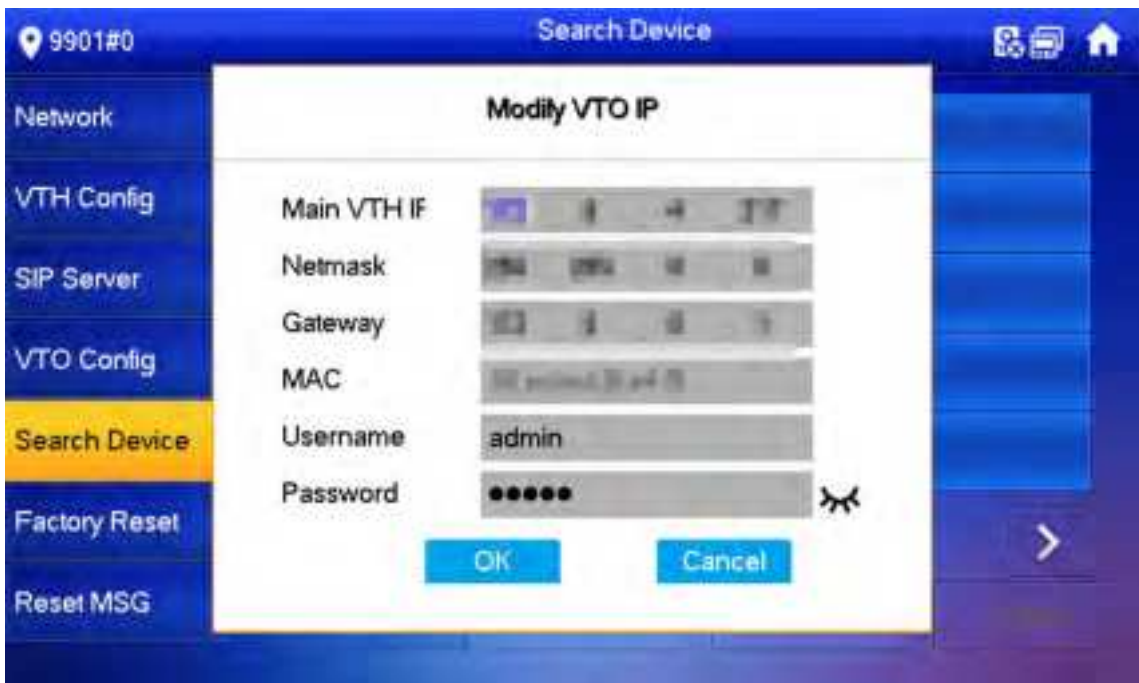 9901#0
Search Device
Network
VTH Config
SIP Server
VTO Config
Search Device
Factory Reset
Reset MSG
Modify VTO IP
Main VTH IF
Netmask
Gateway
MAC
Username admin
Password •••••
OK Cancel